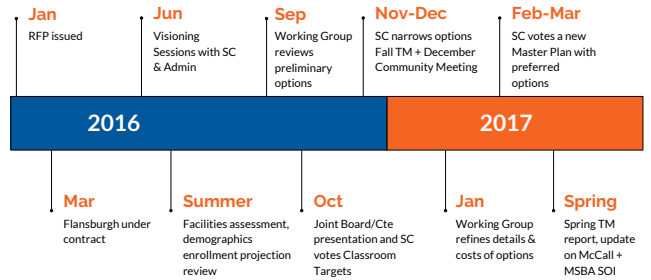 Jan
RFP issued
Jun
Visioning
Sessions with SC
& Admin
Sep
Working Group
reviews
preliminary
options
Nov-Dec
SC narrows options
Fall TM + December
Community Meeting
Feb-Mar
SC votes a new
Master Plan with
preferred
options
2016
2017
Mar
Flansburgh under
contract
Summer
Facilities assessment,
demographics
enrollment projection
review
Oct
Joint Board/Cte
presentation and SC
votes Classroom
Targets
Jan
Working Group
refines details &
costs of options
Spring
Spring TM
report, update
on McCall +
MSBA SOI